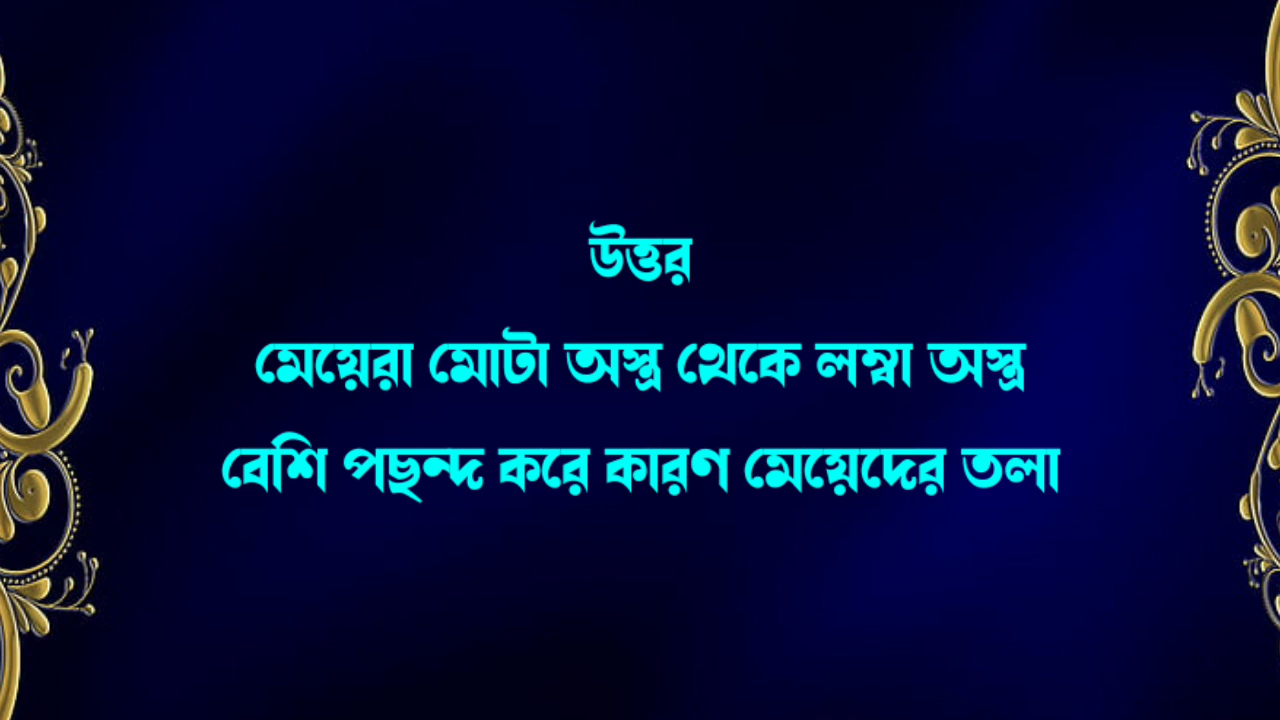 উত্তর
মেয়েরা মোটা অস্ত্র থেকে লম্বা অস্ত্র
বেশি পছন্দ করে কারণ মেয়েদের তলা